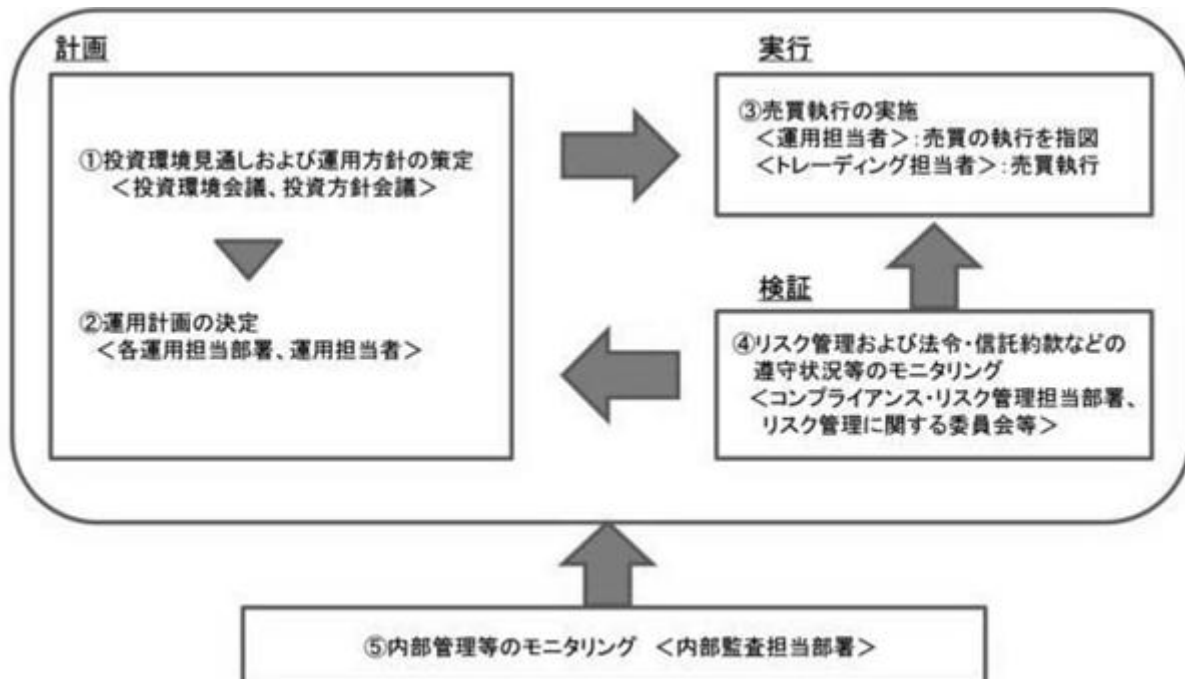 計画
①投資環境見通しおよび運用方針の策定
＜投資環境会議、投資方針会議＞
②運用計画の決定
＜各運用担当部署、運用担当者＞
実行
③売買執行の実施
＜運用担当者＞：売買の執行を指図
＜トレーディング担当者＞：売買執行
検証
④リスク管理および法令・信託約款などの
遵守状況等のモニタリング
＜コンプライアンス・リスク管理担当部署、
リスク管理に関する委員会等＞
⑤内部管理等のモニタリング　＜内部監査担当部署＞